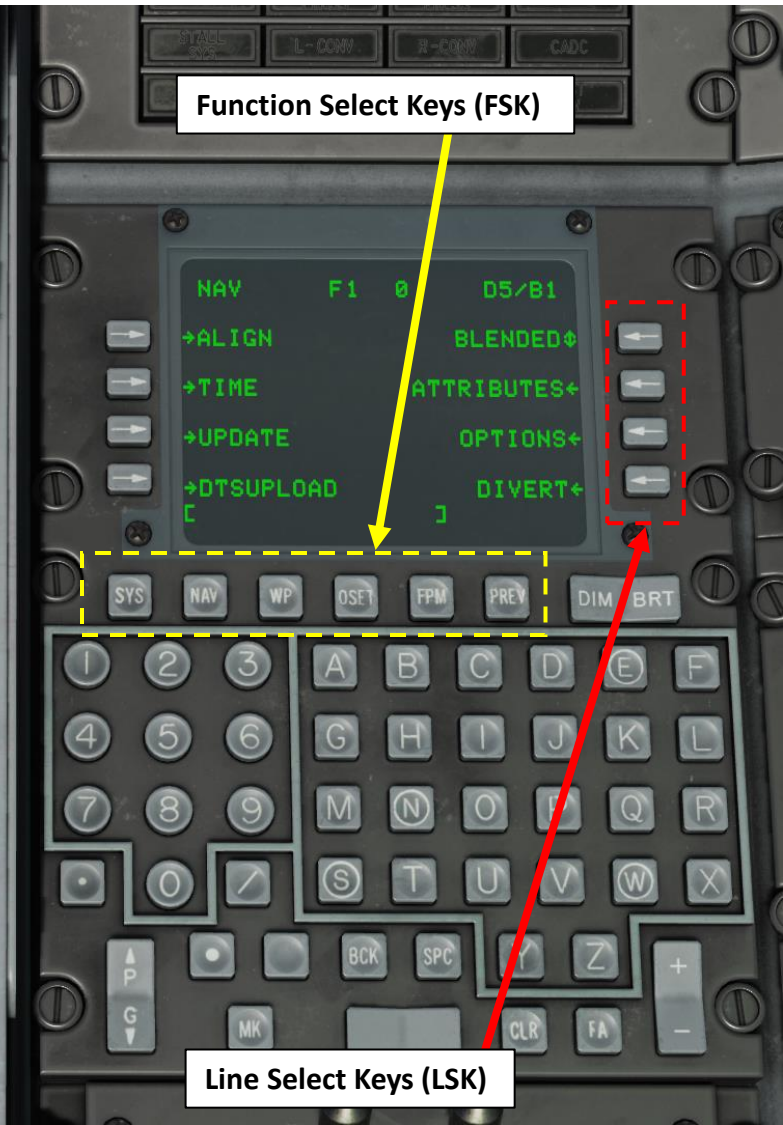 L-CONV R-CONV CADC
Function Select Keys (FSK)
NAV F1 0 D5/B1
→ALIGN BLENDED↕
→TIME ATTRIBUTES←
→UPDATE OPTIONS←
→DTSUPLOAD DIVERT←
[ ]
SYS NAV WP OSET FPM PREV DIM BRT
1 2 3 A B C D E F
4 5 6 G H I J K L
7 8 9 M N O P Q R
0 / S T U V W X
BCK SPC Y Z
P
G
+
-
MK CLR FA
Line Select Keys (LSK)